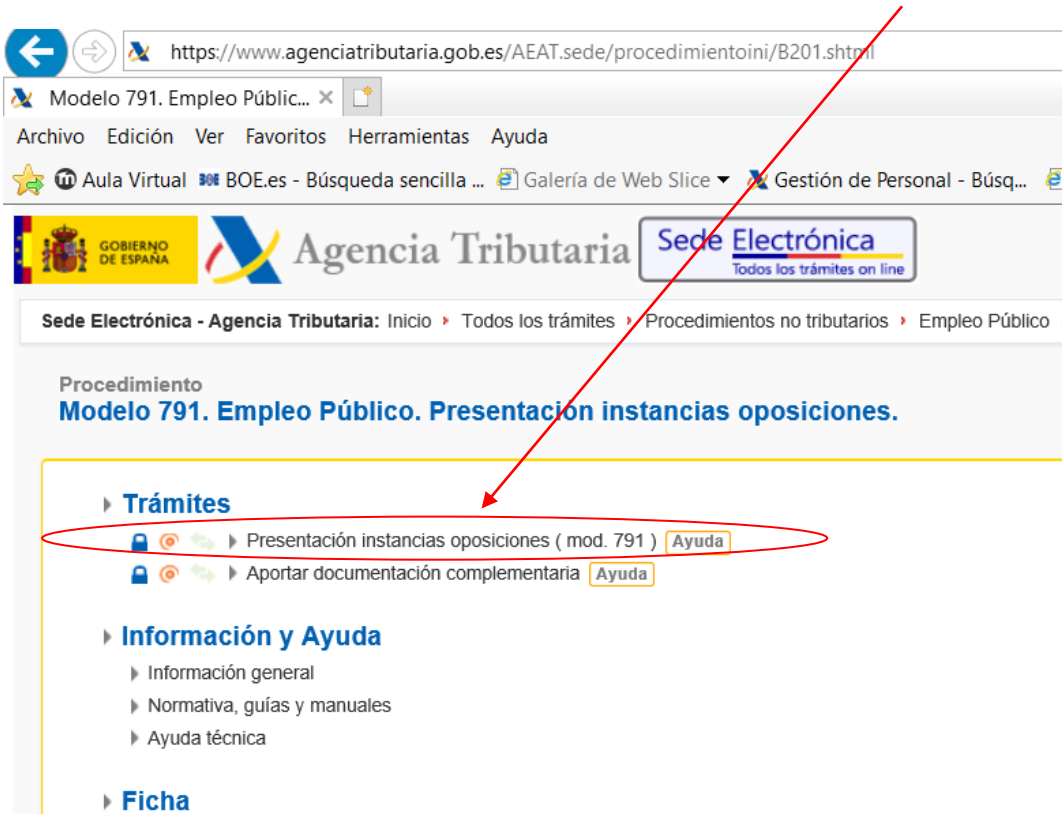 https://www.agenciatributaria.gob.es/AEAT.sede/procedimientoini/B201.shtml
Modelo 791. Empleo Públic...
Archivo Edición Ver Favoritos Herramientas Ayuda
Aula Virtual BOE BOE.es - Búsqueda sencilla ... Galería de Web Slice Gestión de Personal - Búsq...
GOBIERNO
DE ESPAÑA
Agencia Tributaria
Sede Electrónica
Todos los trámites on line
Sede Electrónica - Agencia Tributaria: Inicio Todos los trámites Procedimientos no tributarios Empleo Público
Procedimiento
Modelo 791. Empleo Público. Presentación instancias oposiciones.
Trámites
Presentación instancias oposiciones ( mod. 791 ) Ayuda
Aportar documentación complementaria Ayuda
Información y Ayuda
Información general
Normativa, guías y manuales
Ayuda técnica
Ficha